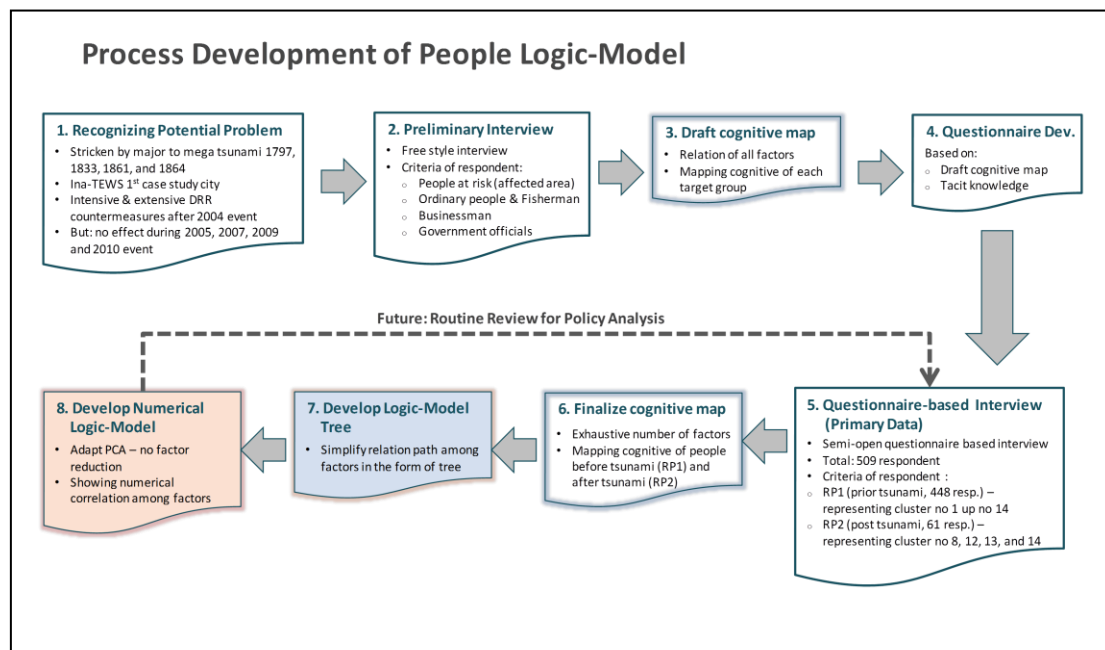 Process Development of People Logic-Model
1. Recognizing Potential Problem
• Stricken by major to mega tsunami 1797,
1833, 1861, and 1864
• Ina-TEWS 1st case study city
• Intensive & extensive DRR
countermeasures after 2004 event
• But: no effect during 2005, 2007, 2009
and 2010 event
2. Preliminary Interview
• Free style interview
• Criteria of respondent:
o People at risk (affected area)
o Ordinary people & Fisherman
o Businessman
o Government officials
3. Draft cognitive map
• Relation of all factors
• Mapping cognitive of each
target group
4. Questionnaire Dev.
Based on:
o Draft cognitive map
o Tacit knowledge
Future: Routine Review for Policy Analysis
8. Develop Numerical
Logic-Model
• Adapt PCA – no factor
reduction
• Showing numerical
correlation among factors
7. Develop Logic-Model
Tree
• Simplify relation path among
factors in the form of tree
6. Finalize cognitive map
• Exhaustive number of factors
• Mapping cognitive of people
before tsunami (RP1) and
after tsunami (RP2)
5. Questionnaire-based Interview
(Primary Data)
• Semi-open questionnaire based interview
• Total: 509 respondent
• Criteria of respondent :
o RP1 (prior tsunami, 448 resp.) –
representing cluster no 1 up no 14
o RP2 (post tsunami, 61 resp.) –
representing cluster no 8, 12, 13, and 14